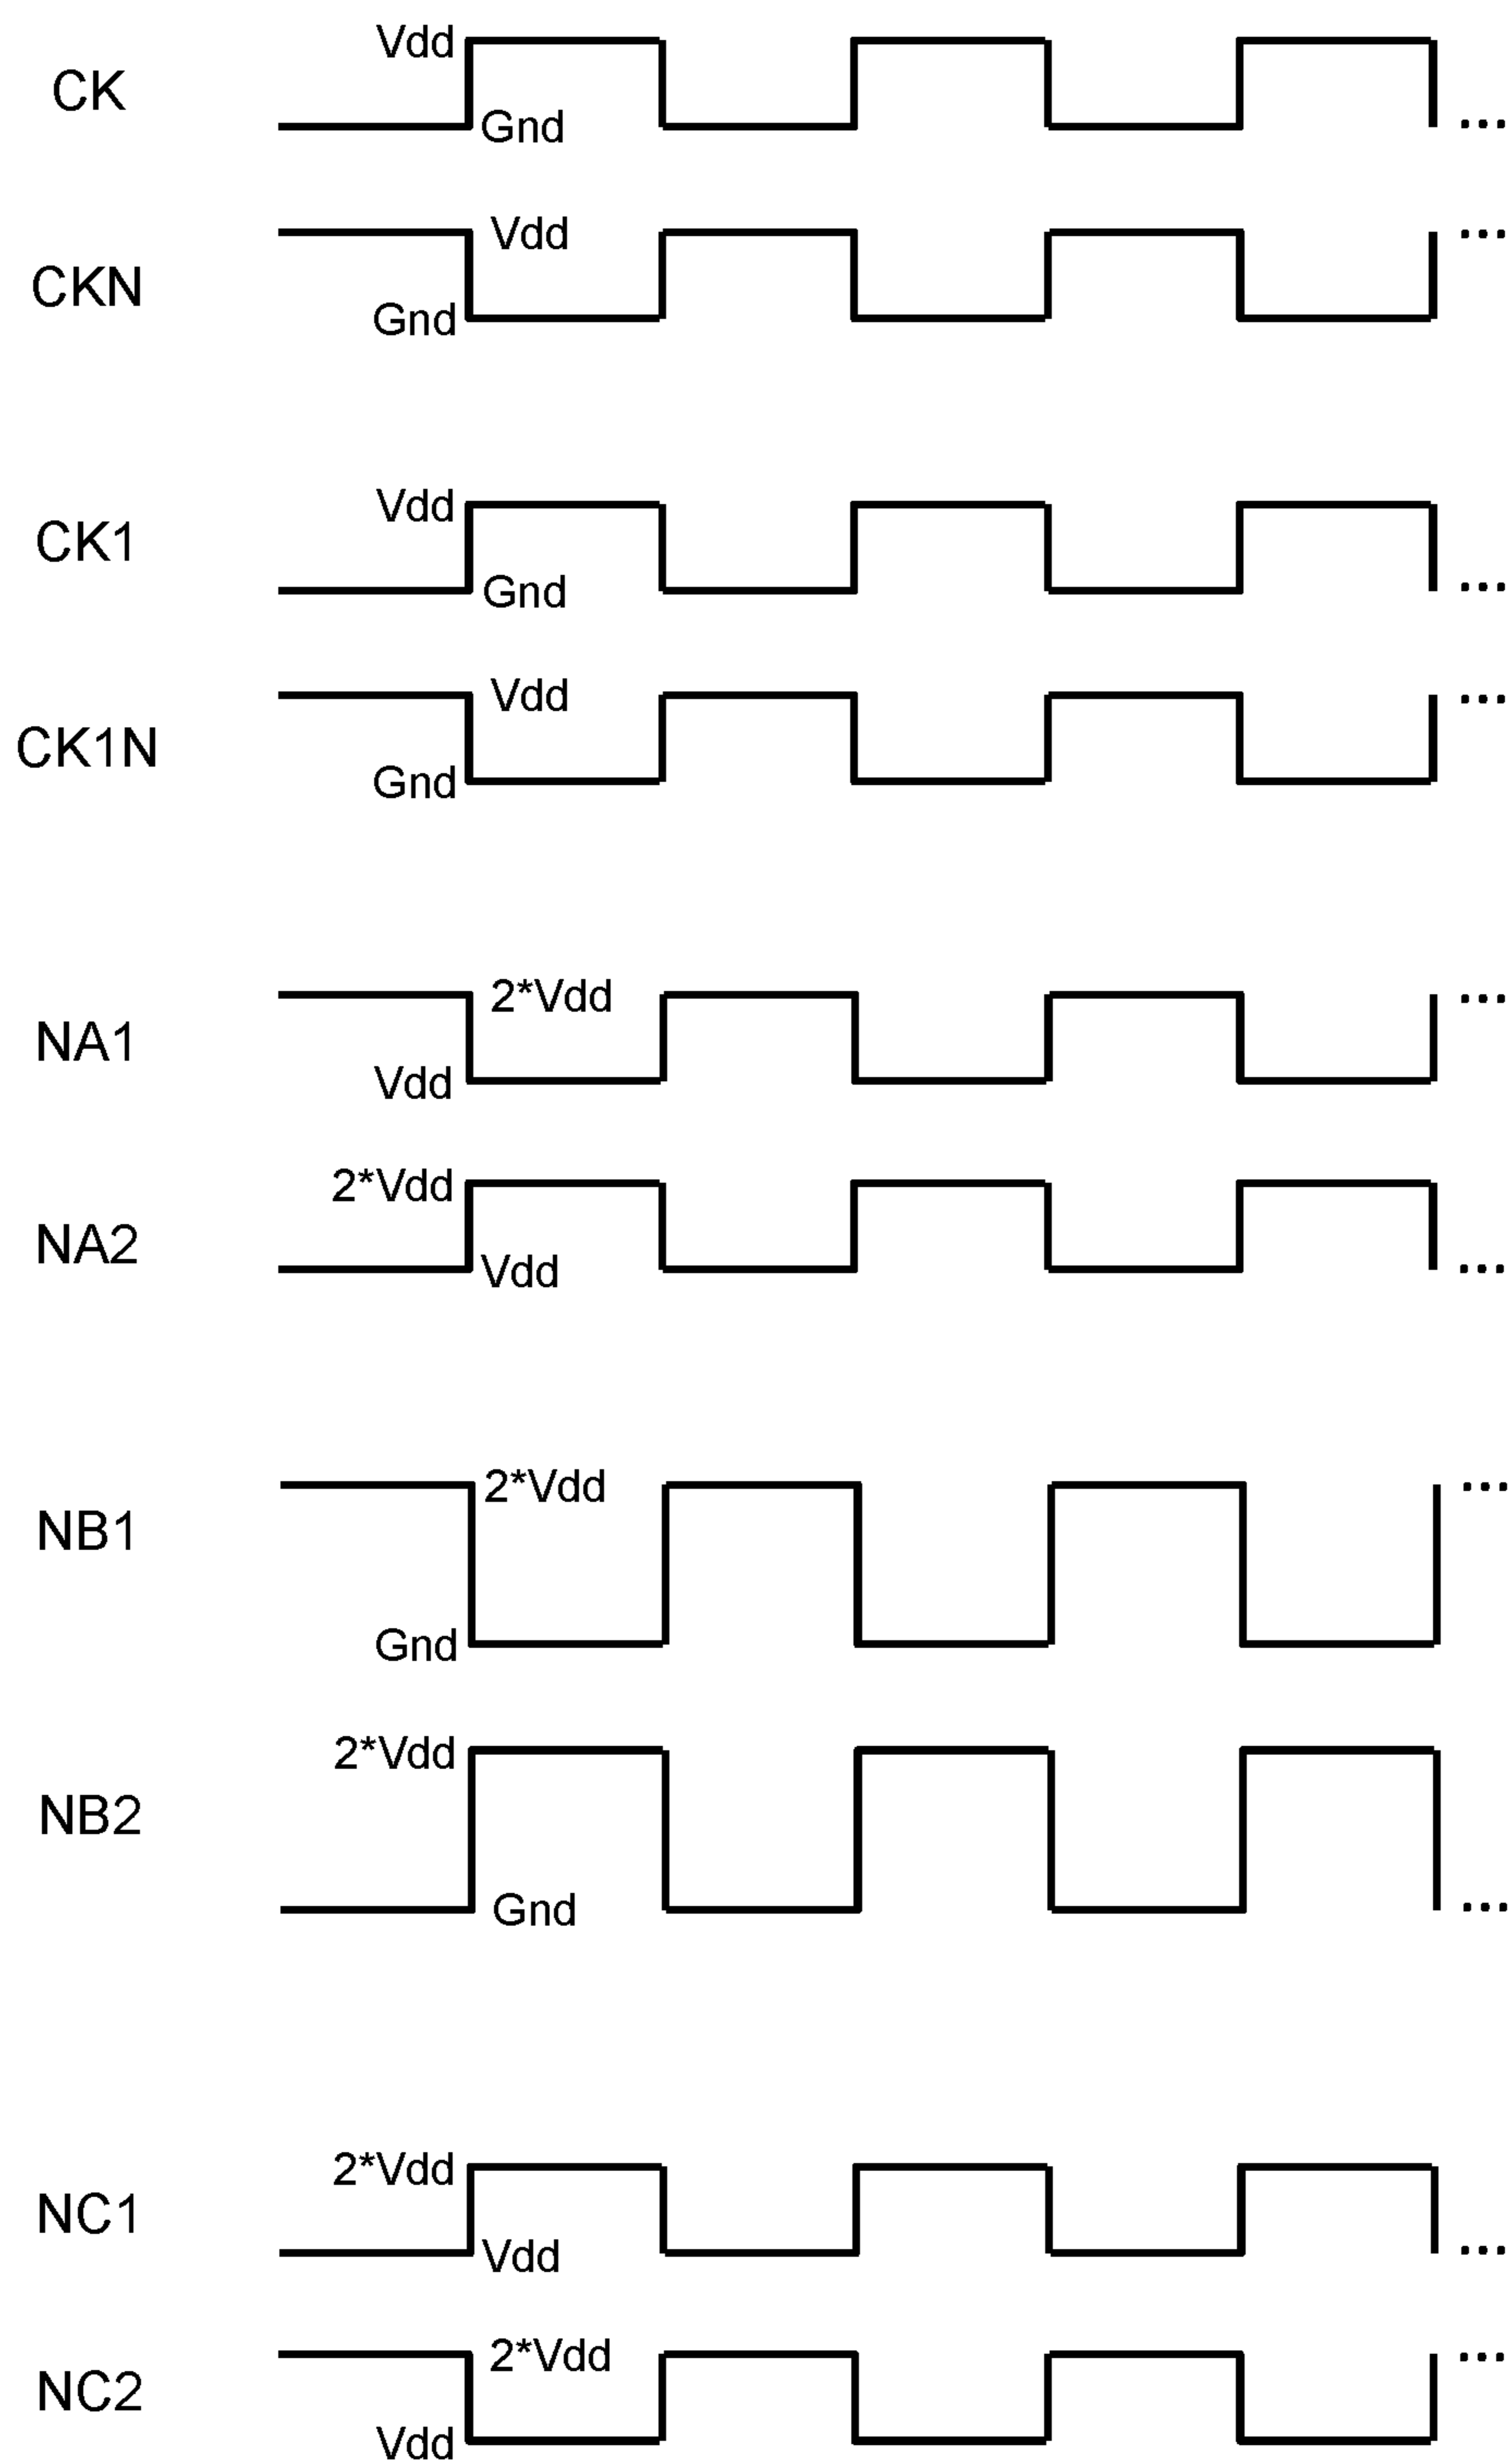 Vdd
CK
Gnd
...
Vdd
...
CKN
Gnd
Vdd
CK1
Gnd
...
Vdd
...
CK1N
Gnd
2*Vdd
...
NA1
Vdd
2*Vdd
NA2
Vdd
...
2*Vdd
...
NB1
Gnd
2*Vdd
NB2
Gnd
...
2*Vdd
NC1
Vdd
...
2*Vdd
...
NC2
Vdd